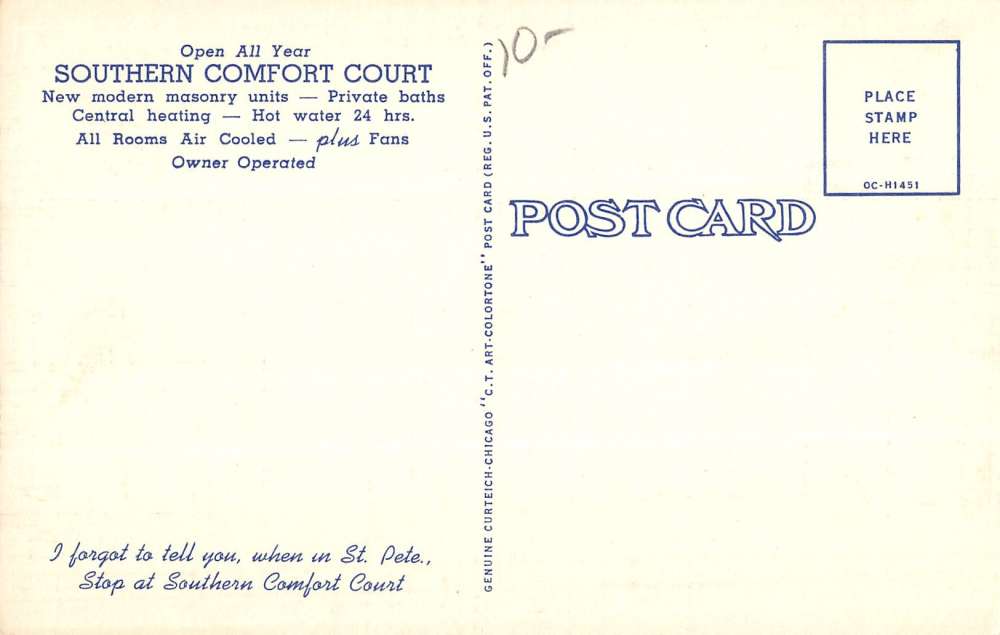 Open All Year
SOUTHERN COMFORT COURT
New modern masonry units — Private baths
Central heating — Hot water 24 hrs.
All Rooms Air Cooled — plus Fans
Owner Operated
I forgot to tell you, when in St. Pete.,
Stop at Southern Comfort Court
GENUINE CURTEICH-CHICAGO "C.T. ART-COLORTONE" POST CARD (REG. U.S. PAT. OFF.)
10-
POST CARD
PLACE
STAMP
HERE
OC-H1451